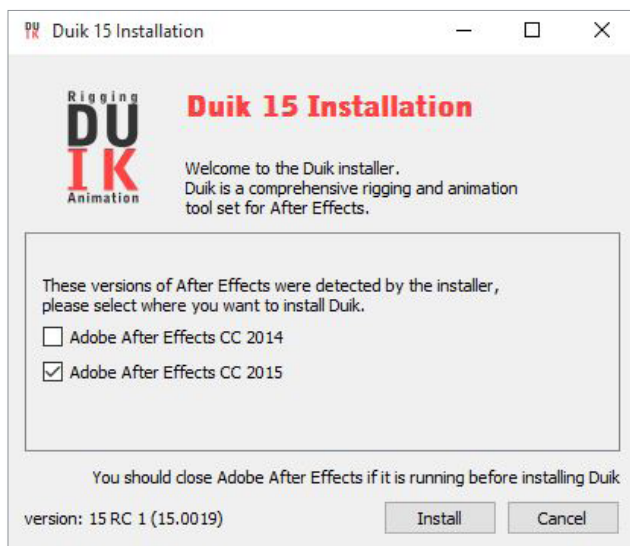 DU
IK
Duik 15 Installation
Rigging
DU
IK
Animation
Duik 15 Installation
Welcome to the Duik installer.
Duik is a comprehensive rigging and animation
tool set for After Effects.
These versions of After Effects were detected by the installer,
please select where you want to install Duik.
Adobe After Effects CC 2014
Adobe After Effects CC 2015
You should close Adobe After Effects if it is running before installing Duik
version: 15 RC 1 (15.0019)
Install
Cancel